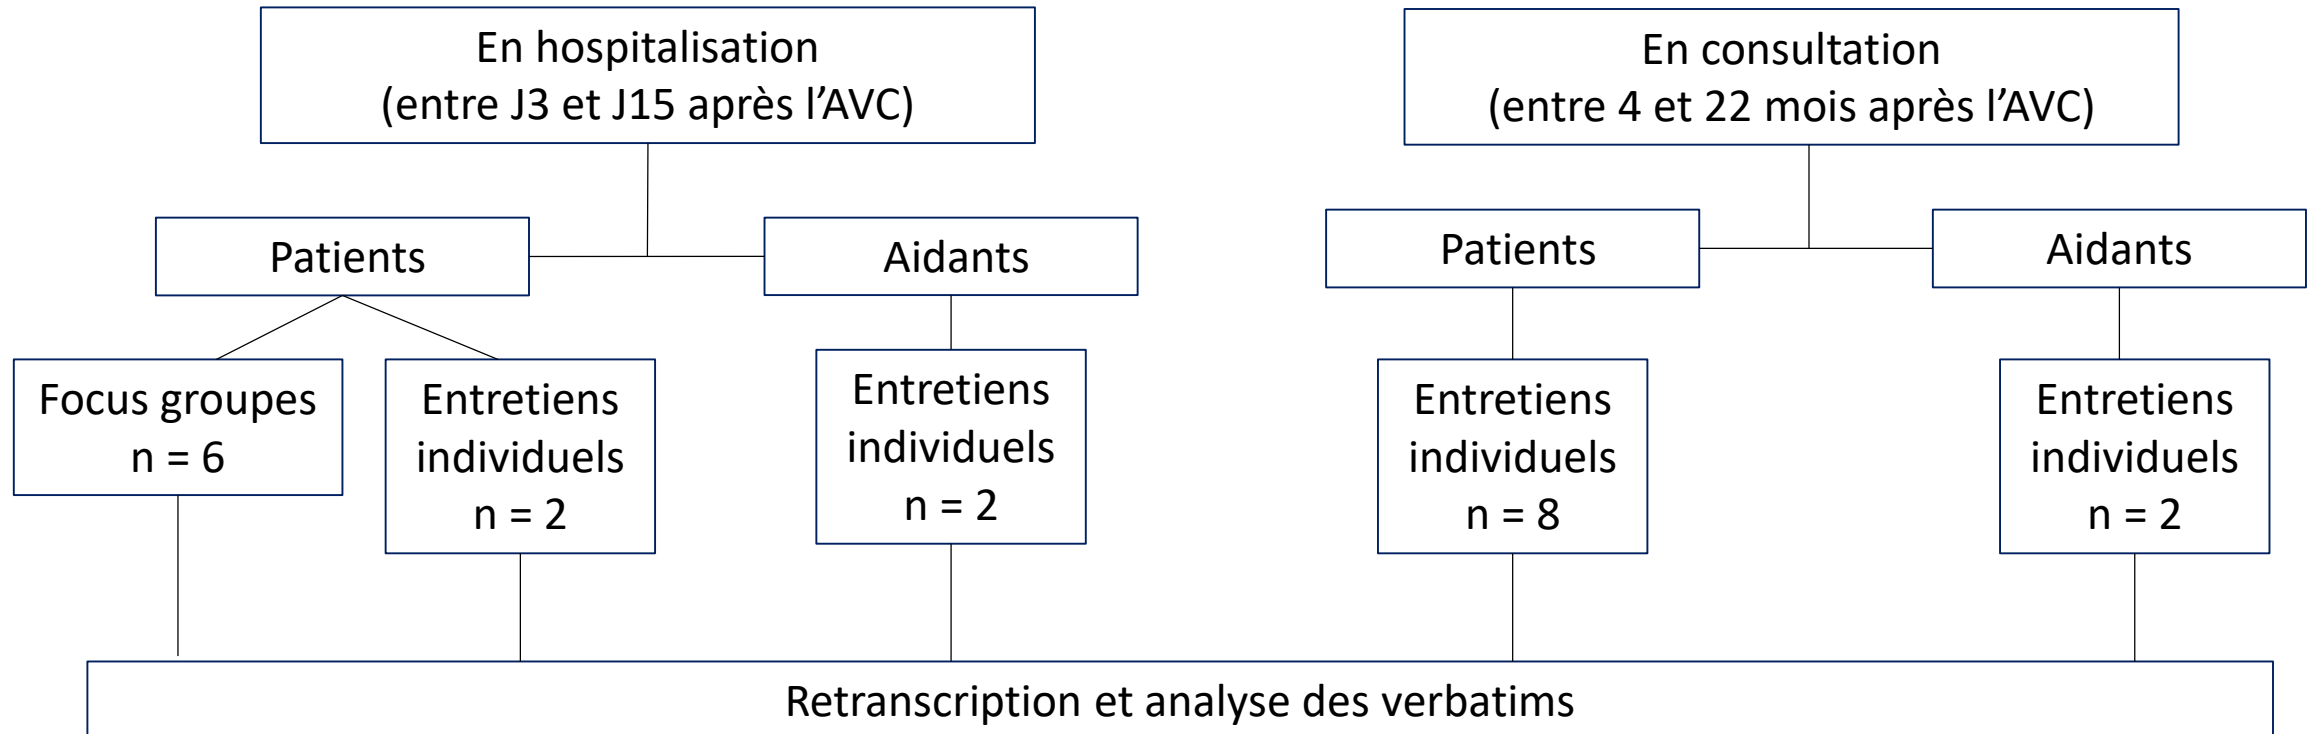 En hospitalisation
(entre J3 et J15 après l’AVC)
En consultation
(entre 4 et 22 mois après l’AVC)
Patients
Aidants
Patients
Aidants
Focus groupes
n = 6
Entretiens
individuels
n = 2
Entretiens
individuels
n = 2
Entretiens
individuels
n = 8
Entretiens
individuels
n = 2
Retranscription et analyse des verbatims